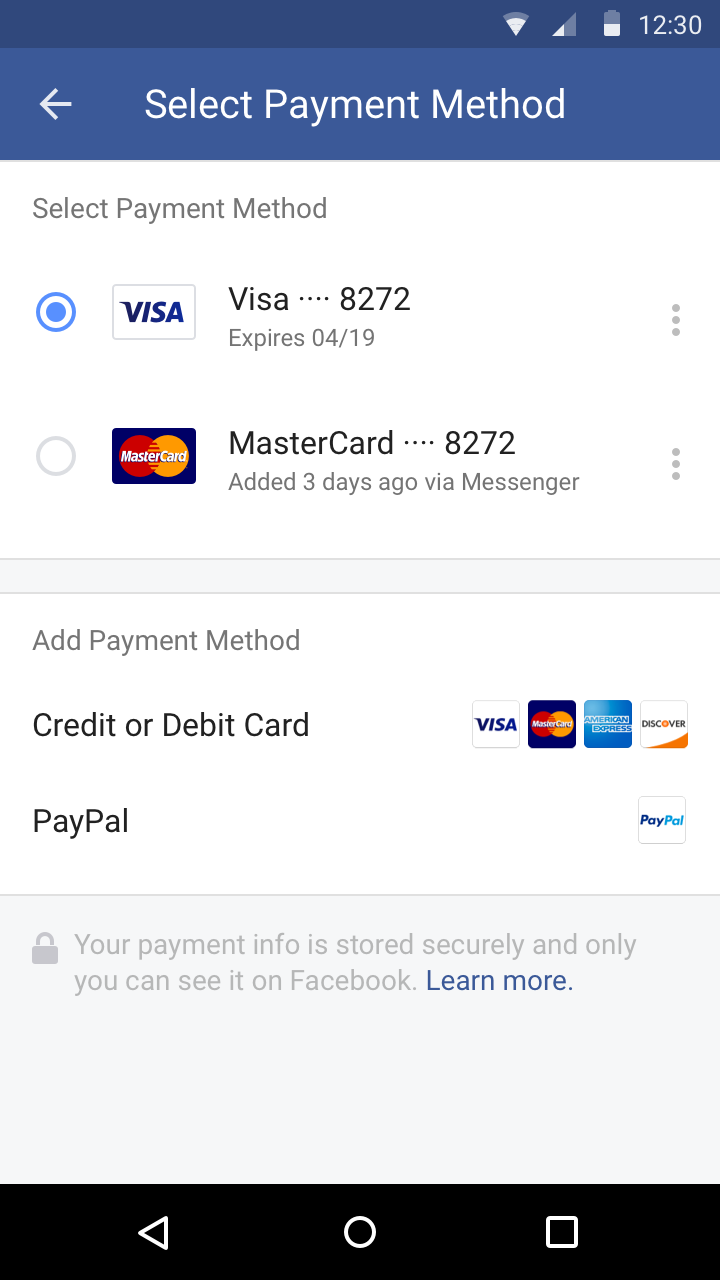 12:30
Select Payment Method
Select Payment Method
VISA
Visa ···· 8272
Expires 04/19
MasterCard
MasterCard ···· 8272
Added 3 days ago via Messenger
Add Payment Method
Credit or Debit Card
VISA MasterCard AMERICAN EXPRESS DISCOVER
PayPal
PayPal
Your payment info is stored securely and only
you can see it on Facebook. Learn more.